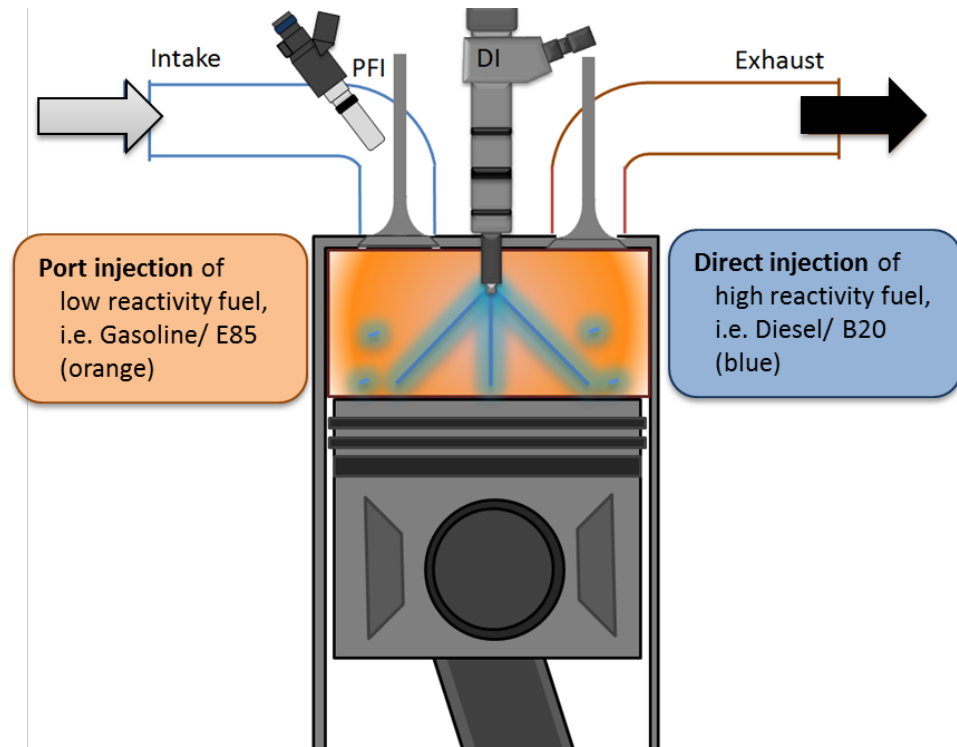 Intake
PFI
DI
Exhaust
Port injection of
low reactivity fuel,
i.e. Gasoline/ E85
(orange)
Direct injection of
high reactivity fuel,
i.e. Diesel/ B20
(blue)